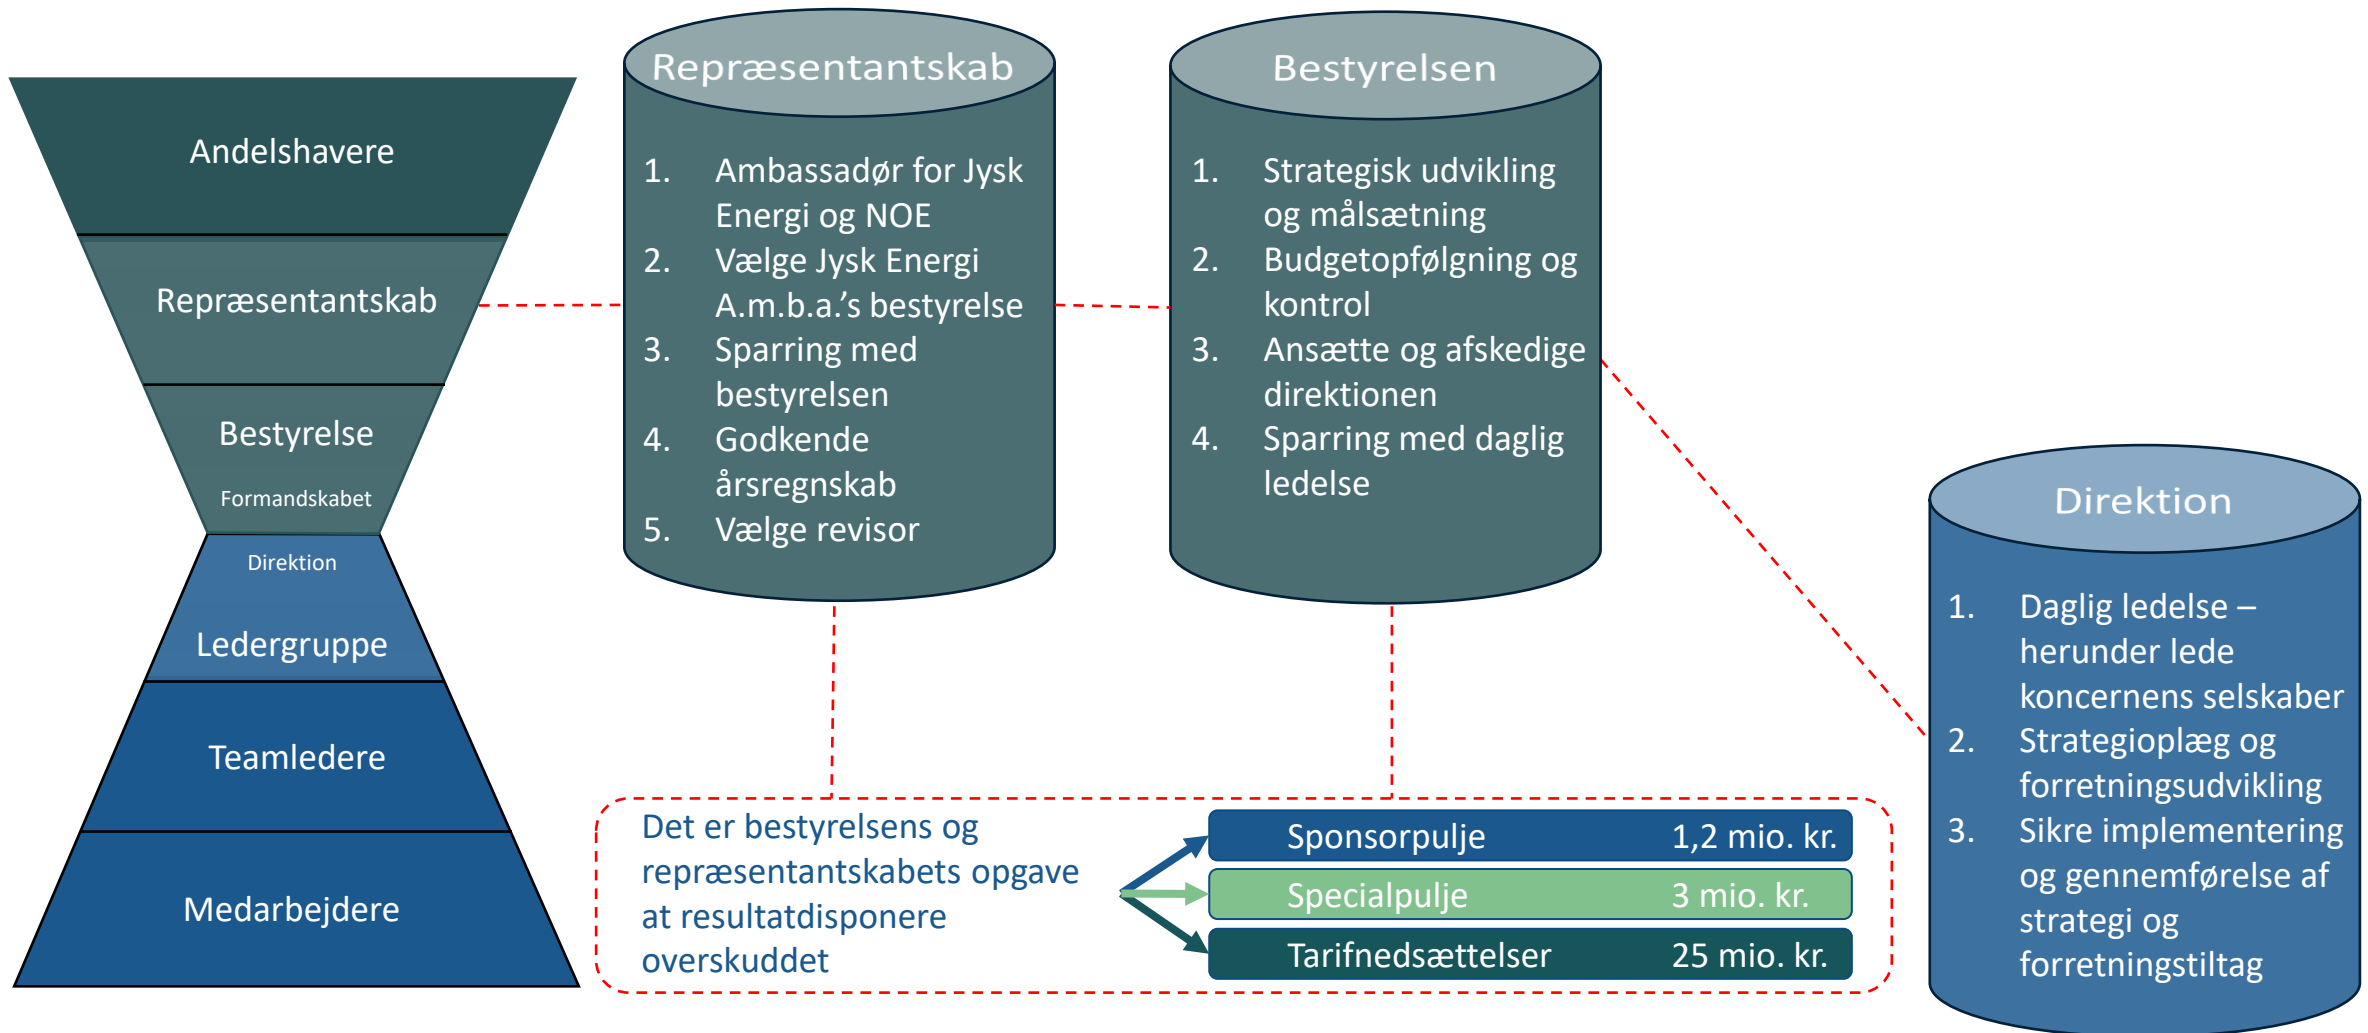 Andelshavere
Repræsentantskab
Bestyrelse
Formandskabet
Direktion
Ledergruppe
Teamledere
Medarbejdere
Repræsentantskab
1. Ambassadør for Jysk
Energi og NOE
2. Vælge Jysk Energi
A.m.b.a.’s bestyrelse
3. Sparring med
bestyrelsen
4. Godkende
årsregnskab
5. Vælge revisor
Bestyrelsen
1. Strategisk udvikling
og målsætning
2. Budgetopfølgning og
kontrol
3. Ansætte og afskedige
direktionen
4. Sparring med daglig
ledelse
Direktion
1. Daglig ledelse –
herunder lede
koncernens selskaber
2. Strategioplæg og
forretningsudvikling
3. Sikre implementering
og gennemførelse af
strategi og
forretningstiltag
Det er bestyrelsens og
repræsentantskabets opgave
at resultatdisponere
overskuddet
Sponsorpulje 1,2 mio. kr.
Specialpulje 3 mio. kr.
Tarifnedsættelser 25 mio. kr.